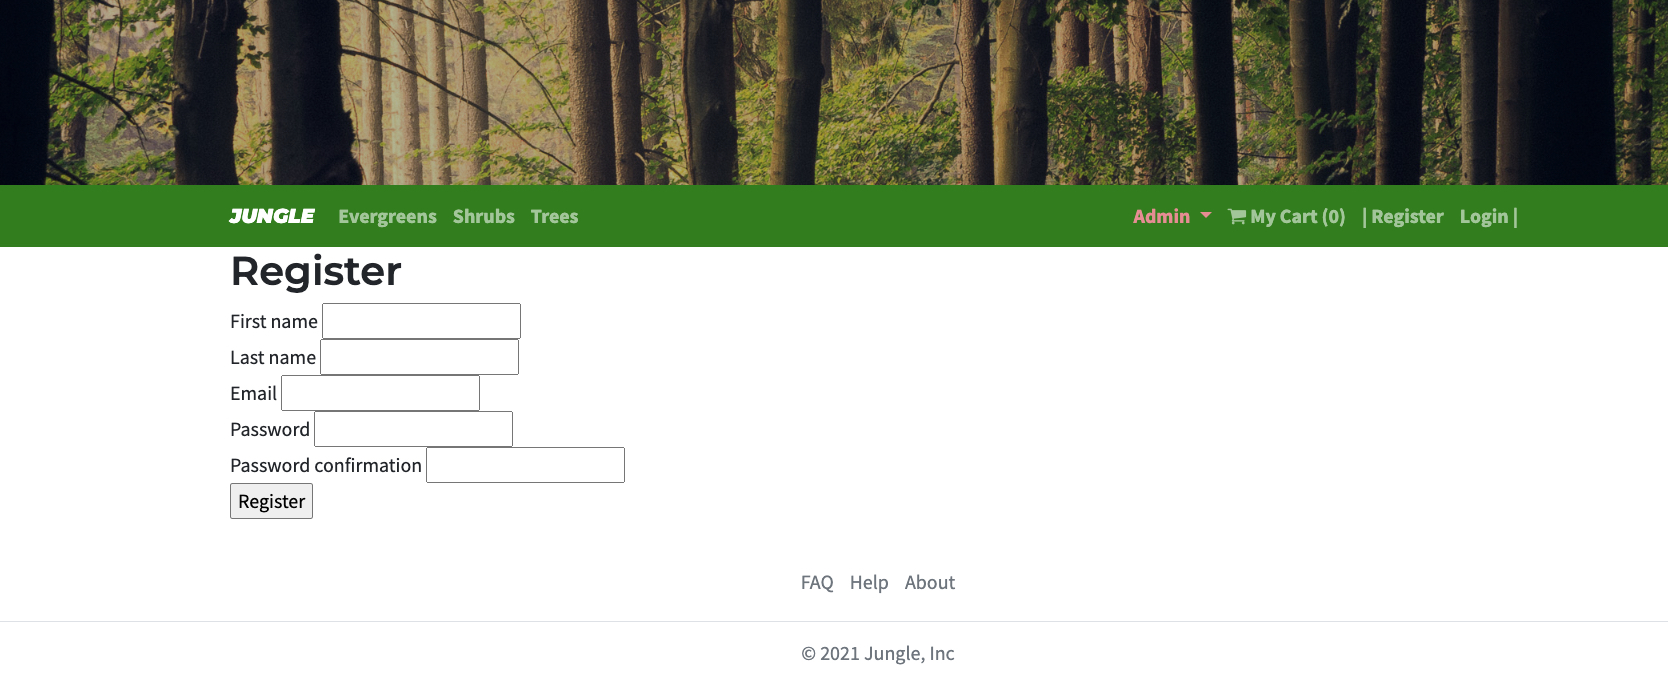 JUNGLE Evergreens Shrubs Trees Admin My Cart (0) | Register Login |
Register
First name
Last name
Email
Password
Password confirmation
Register
FAQ Help About
© 2021 Jungle, Inc